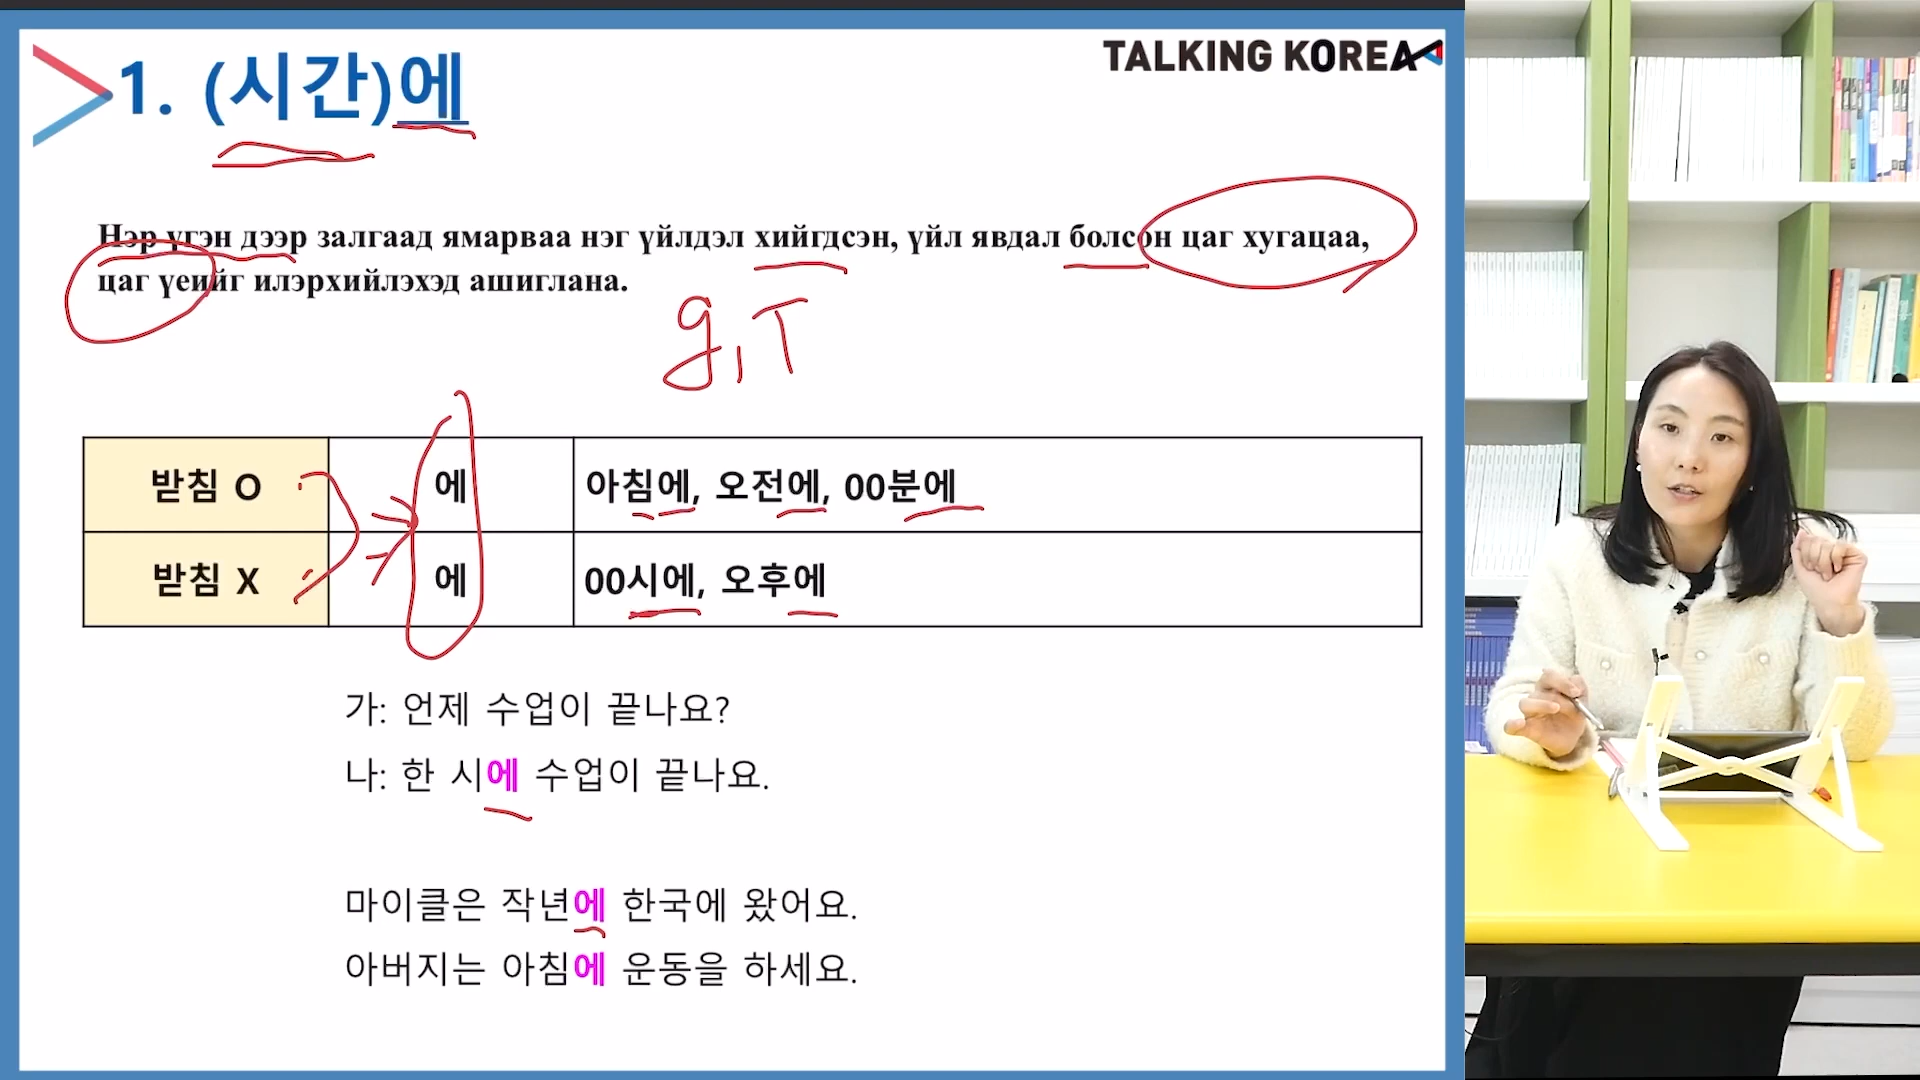 1. (시간)에
TALKING KOREA
Нэр үгэн дээр залгаад ямарваа нэг үйлдэл хийгдсэн, үйл явдал болсон цаг хугацаа,
цаг үеийг илэрхийлэхэд ашиглана.
д, т
받침 O 에 아침에, 오전에, 00분에
받침 X 에 00시에, 오후에
가: 언제 수업이 끝나요?
나: 한 시에 수업이 끝나요.
마이클은 작년에 한국에 왔어요.
아버지는 아침에 운동을 하세요.